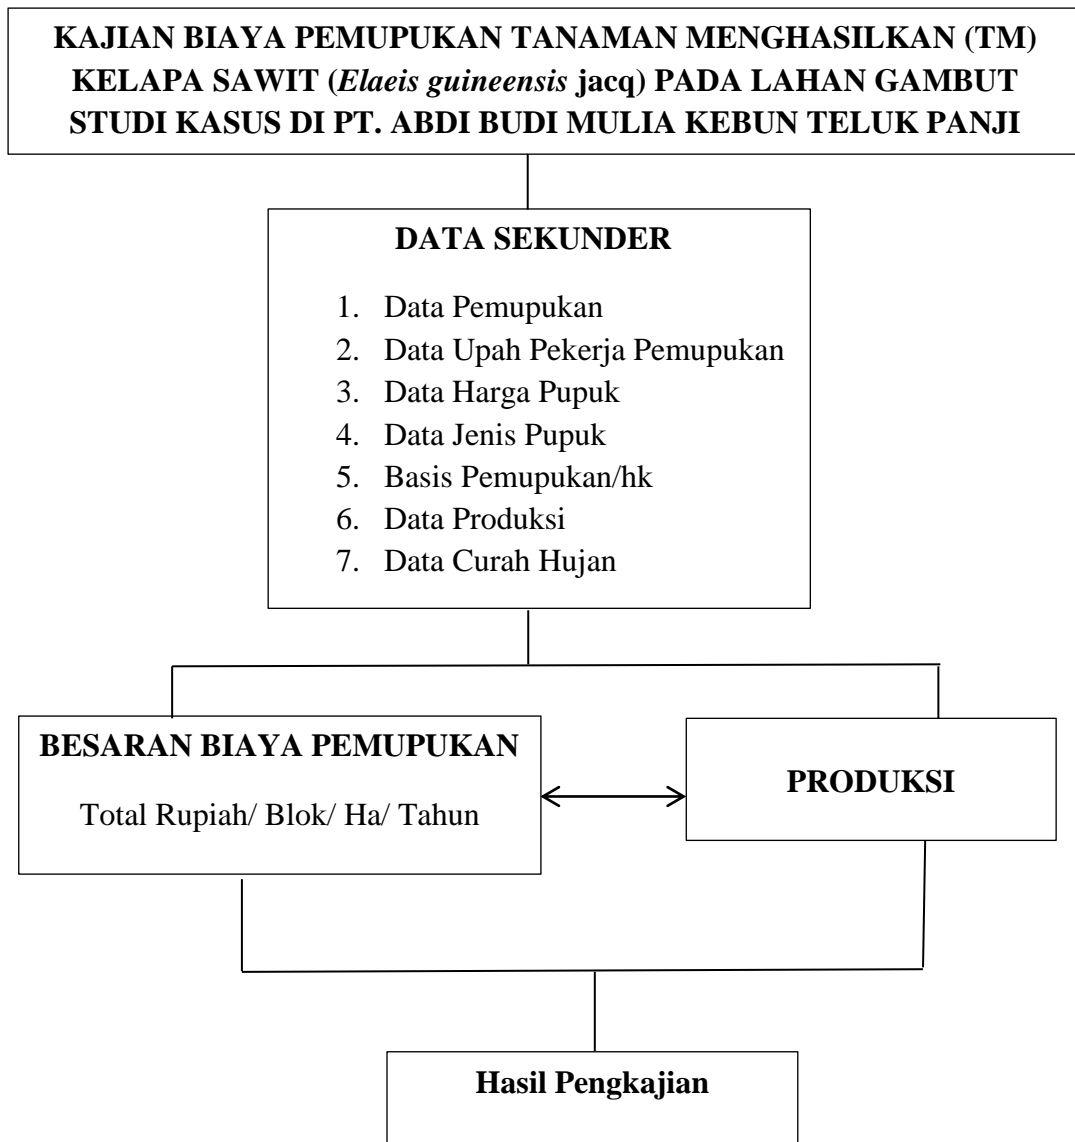 KAJIAN BIAYA PEMUPUKAN TANAMAN MENGHASILKAN (TM)
KELAPA SAWIT (Elaeis guineensis jacq) PADA LAHAN GAMBUT
STUDI KASUS DI PT. ABDI BUDI MULIA KEBUN TELUK PANJI
DATA SEKUNDER
1. Data Pemupukan
2. Data Upah Pekerja Pemupukan
3. Data Harga Pupuk
4. Data Jenis Pupuk
5. Basis Pemupukan/hk
6. Data Produksi
7. Data Curah Hujan
BESARAN BIAYA PEMUPUKAN
Total Rupiah/ Blok/ Ha/ Tahun
PRODUKSI
Hasil Pengkajian